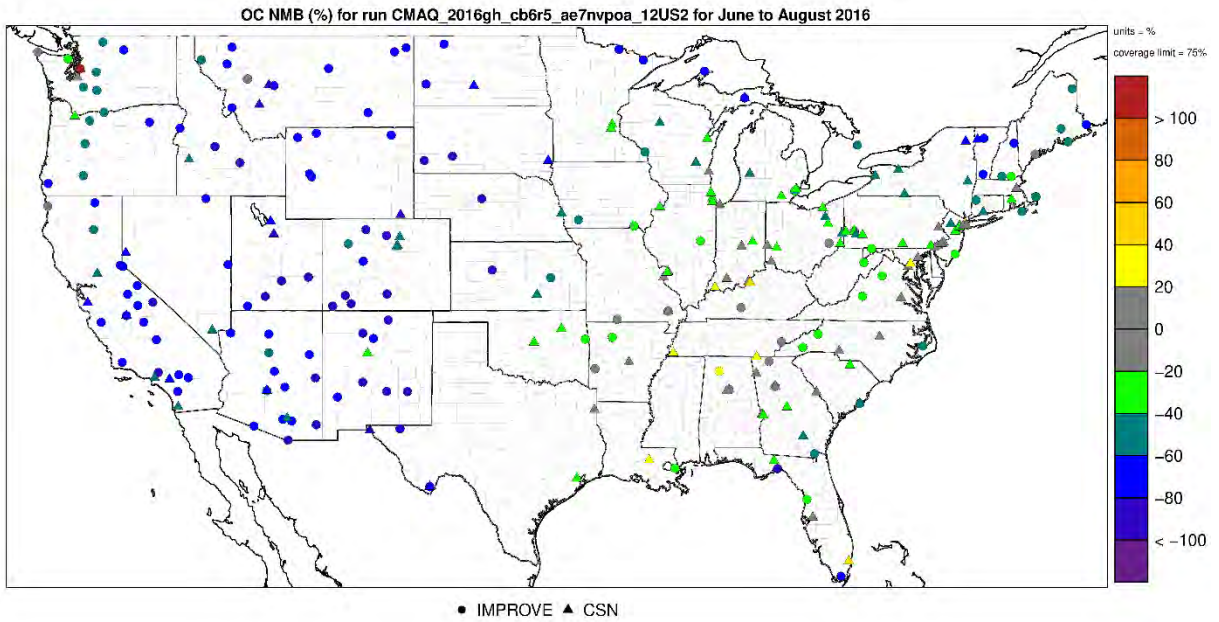 OC NMB (%) for run CMAQ_2016gh_cb6r5_ae7nvpoa_12US2 for June to August 2016
units = %
coverage limit = 75%
> 100
80
60
40
20
0
−20
−40
−60
−80
< −100
● IMPROVE ▲ CSN